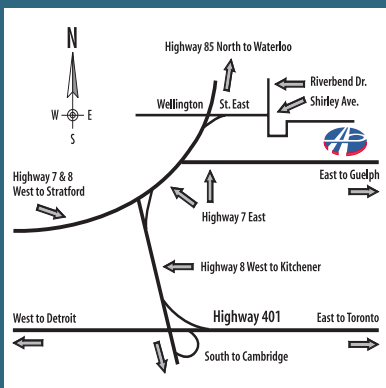 N
Highway 85 North to Waterloo
Riverbend Dr.
Wellington St. East
Shirley Ave.
W E
S
Highway 7 & 8
West to Stratford
East to Guelph
Highway 7 East
Highway 8 West to Kitchener
West to Detroit
Highway 401
East to Toronto
South to Cambridge